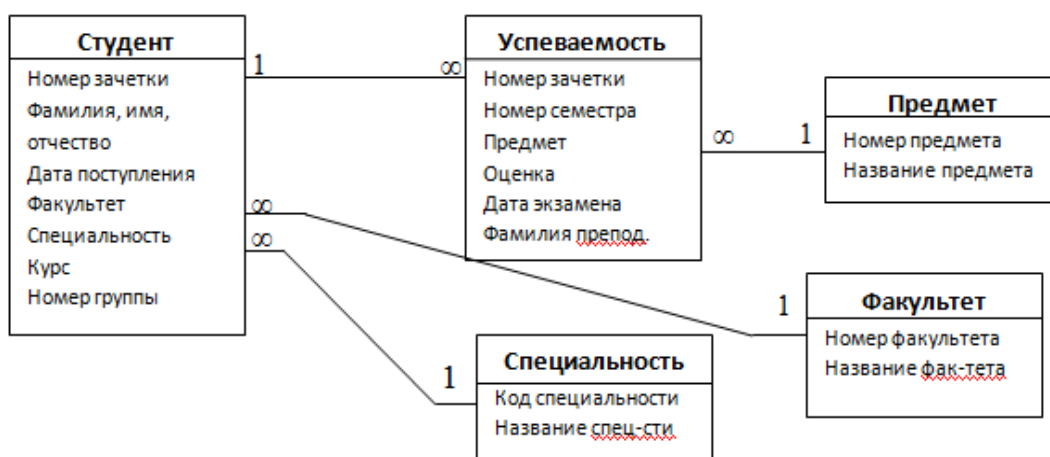 Студент
Номер зачетки
Фамилия, имя,
отчество
Дата поступления
Факультет
Специальность
Курс
Номер группы
1
∞
Успеваемость
Номер зачетки
Номер семестра
Предмет
Оценка
Дата экзамена
Фамилия препод.
∞
1
Предмет
Номер предмета
Название предмета
∞
∞
1
Факультет
Номер факультета
Название фак-тета
1
Специальность
Код специальности
Название спец-сти